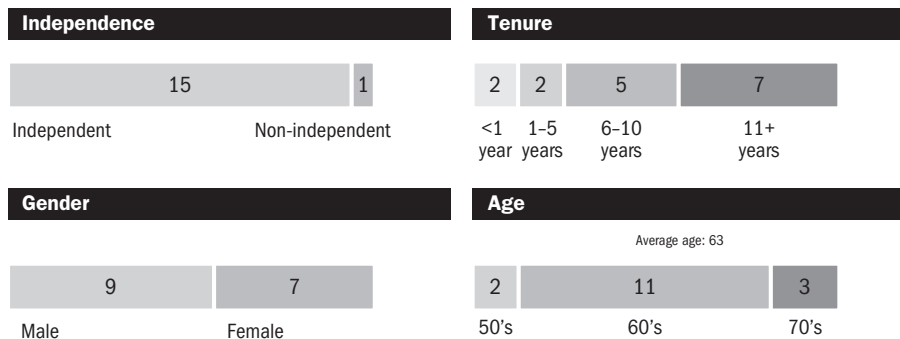 Independence
15 1
Independent Non-independent
Tenure
2 2 5 7
<1 1–5 6–10 11+
year years years years
Gender
9 7
Male Female
Age
Average age: 63
2 11 3
50's 60's 70's